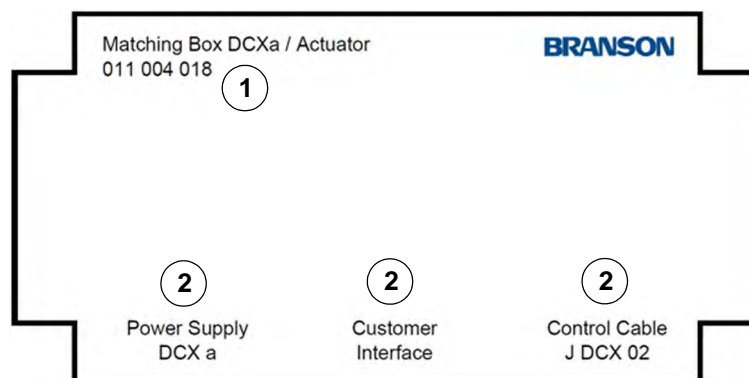 Matching Box DCXa / Actuator
BRANSON
011 004 018
1
2
2
2
Power Supply
DCX a
Customer
Interface
Control Cable
J DCX 02